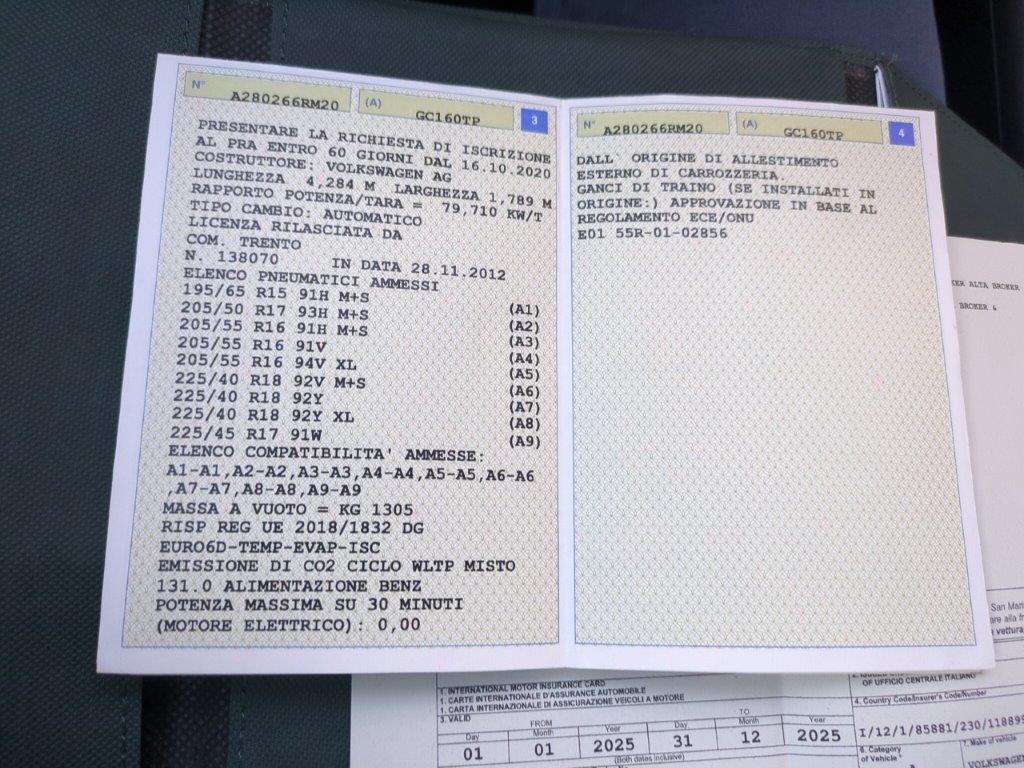 N° A280266RM20 (A) GC160TP 3
PRESENTARE LA RICHIESTA DI ISCRIZIONE
AL PRA ENTRO 60 GIORNI DAL 16.10.2020
COSTRUTTORE: VOLKSWAGEN AG
LUNGHEZZA 4,284 M LARGHEZZA 1,789 M
RAPPORTO POTENZA/TARA = 79,710 KW/T
TIPO CAMBIO: AUTOMATICO
LICENZA RILASCIATA DA
COM. TRENTO
N. 138070 IN DATA 28.11.2012
ELENCO PNEUMATICI AMMESSI
195/65 R15 91H M+S (A1)
205/50 R17 93H M+S (A2)
205/55 R16 91H M+S (A3)
205/55 R16 91V (A4)
205/55 R16 94V XL (A5)
225/40 R18 92V M+S (A6)
225/40 R18 92Y (A7)
225/40 R18 92Y XL (A8)
225/45 R17 91W (A9)
ELENCO COMPATIBILITA' AMMESSE:
A1-A1,A2-A2,A3-A3,A4-A4,A5-A5,A6-A6
,A7-A7,A8-A8,A9-A9
MASSA A VUOTO = KG 1305
RISP REG UE 2018/1832 DG
EURO6D-TEMP-EVAP-ISC
EMISSIONE DI CO2 CICLO WLTP MISTO
131.0 ALIMENTAZIONE BENZ
POTENZA MASSIMA SU 30 MINUTI
(MOTORE ELETTRICO): 0,00
N° A280266RM20 (A) GC160TP 4
DALL` ORIGINE DI ALLESTIMENTO
ESTERNO DI CARROZZERIA.
GANCI DI TRAINO (SE INSTALLATI IN
ORIGINE:) APPROVAZIONE IN BASE AL
REGOLAMENTO ECE/ONU
E01 55R-01-02856
ALTA BROKER
BROKER &
San Mar
are alla
vettura
1. INTERNATIONAL MOTOR INSURANCE CARD
1. CARTE INTERNATIONALE D'ASSURANCE AUTOMOBILE
1. CARTA INTERNAZIONALE DI ASSICURAZIONE VEICOLI A MOTORE
3. VALID
FROM TO
Day Month Year Day Month Year
01 01 2025 31 12 2025
(Both dates inclusive)
OF UFFICIO CENTRALE ITALIANO
4. Country Code/Insurer's Code/Number
I/12/1/85881/230/118895
6. Category
of Vehicle
7. Make of vehicle
VOLKSWAGEN